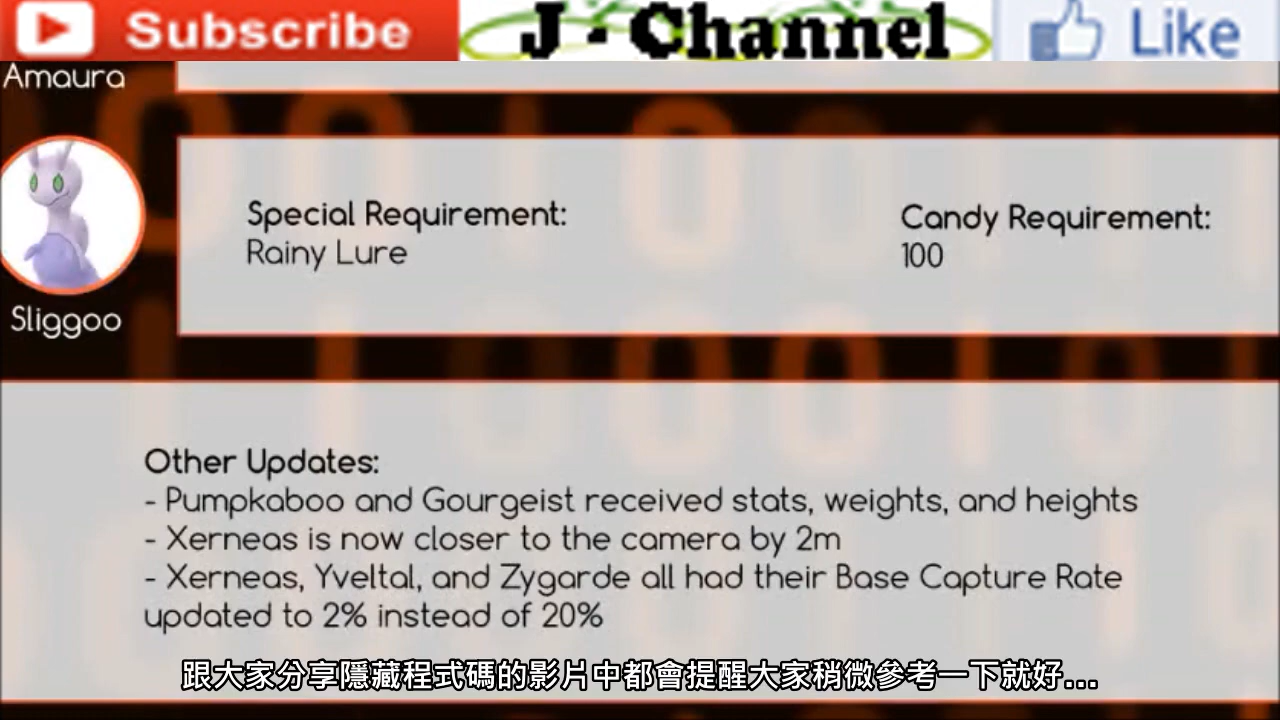 Subscribe
J - Channel
Like
Amaura
Special Requirement:
Rainy Lure
Candy Requirement:
100
Sliggoo
Other Updates:
- Pumpkaboo and Gourgeist received stats, weights, and heights
- Xerneas is now closer to the camera by 2m
- Xerneas, Yveltal, and Zygarde all had their Base Capture Rate
updated to 2% instead of 20%
跟大家分享隱藏程式碼的影片中都會提醒大家稍微參考一下就好...